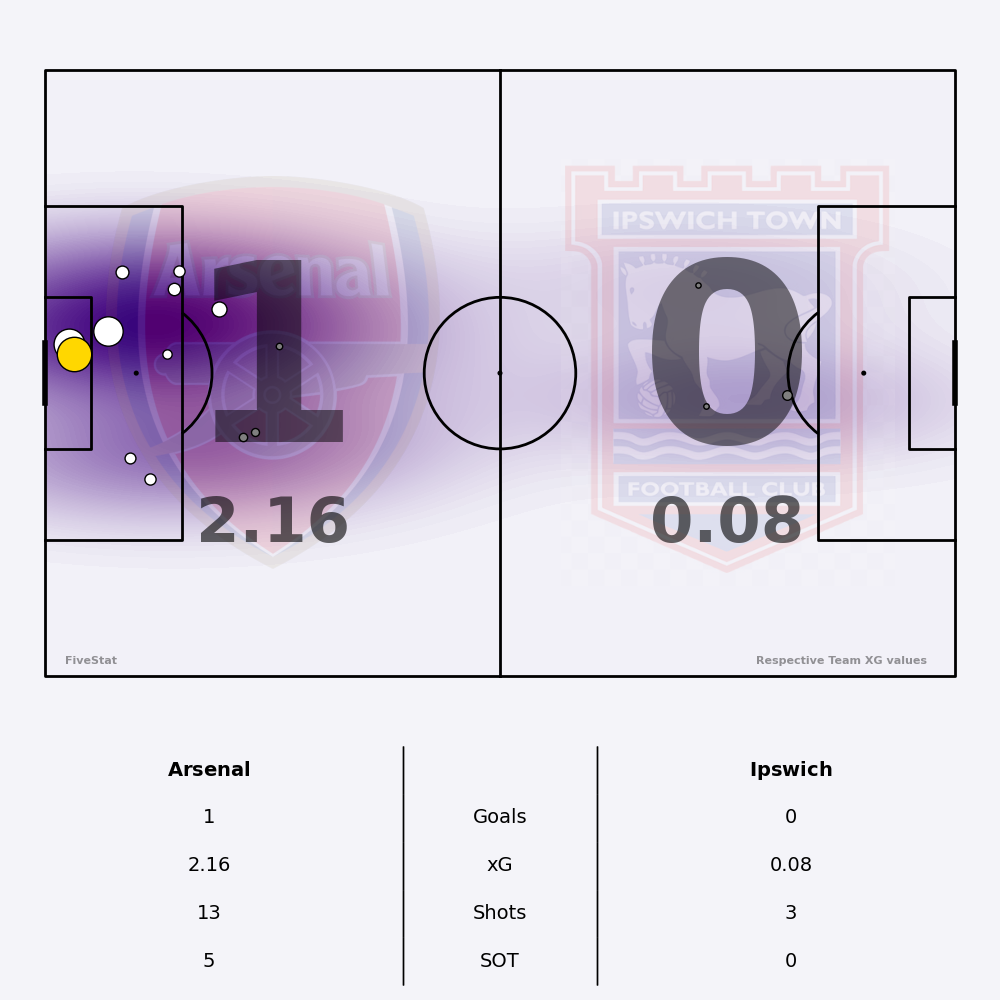 IPSWICH TOWN
Arsenal
1
0
FOOTBALL CLUB
2.16
0.08
FiveStat
Respective Team XG values
Arsenal
Ipswich
1
Goals
0
2.16
xG
0.08
13
Shots
3
5
SOT
0